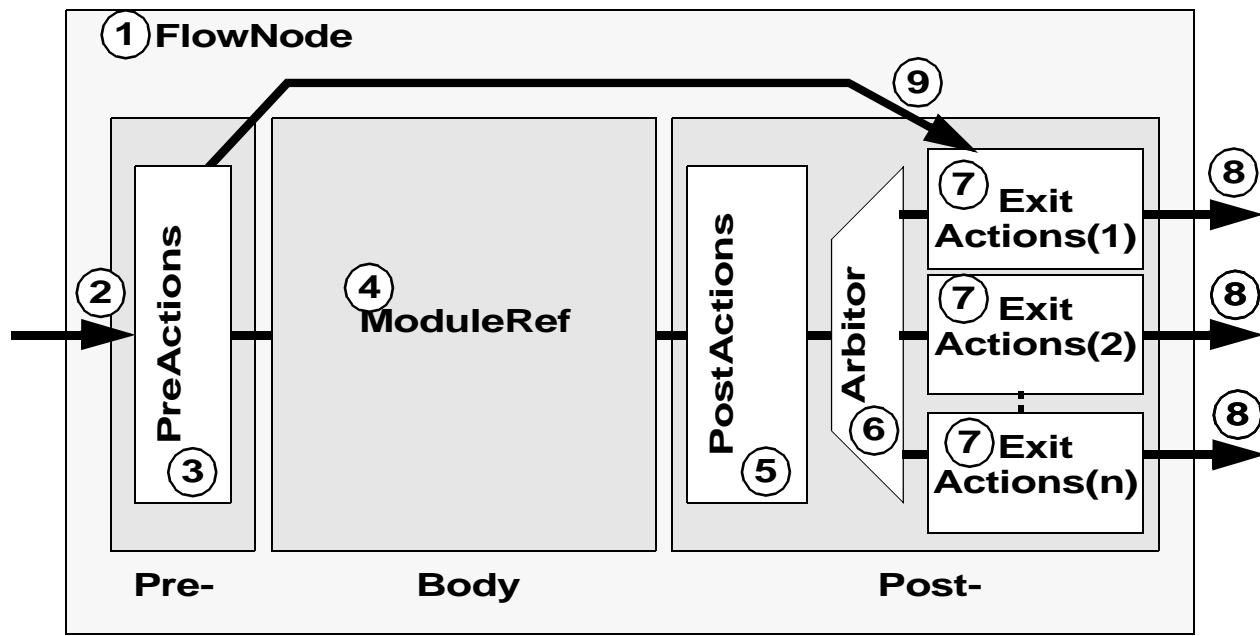 1 FlowNode
9
7 Exit
Actions(1)
8
2
PreActions
3
4
ModuleRef
PostActions
5
Arbitor
6
7 Exit
Actions(2)
8
7 Exit
Actions(n)
8
Pre-
Body
Post-